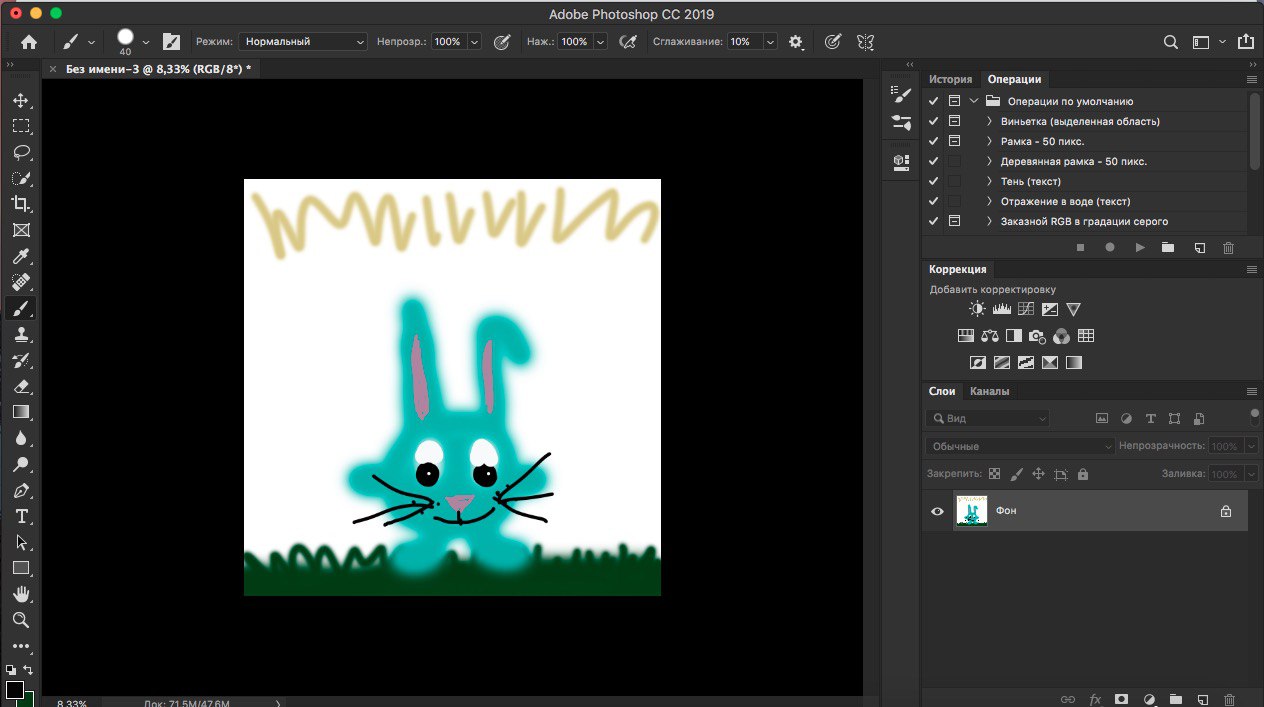 Adobe Photoshop CC 2019
40
Режим: Нормальный Непрозр.: 100% Наж.: 100% Сглаживание: 10%
Без имени-3 @ 8,33% (RGB/8*) *
История Операции
Операции по умолчанию
Виньетка (выделенная область)
Рамка - 50 пикс.
Деревянная рамка - 50 пикс.
Тень (текст)
Отражение в воде (текст)
Заказной RGB в градации серого
Коррекция
Добавить корректировку
Слои Каналы
Вид
Обычные Непрозрачность: 100%
Закрепить: Заливка: 100%
Фон
8,33% Док: 71,5M/47,6M
fx